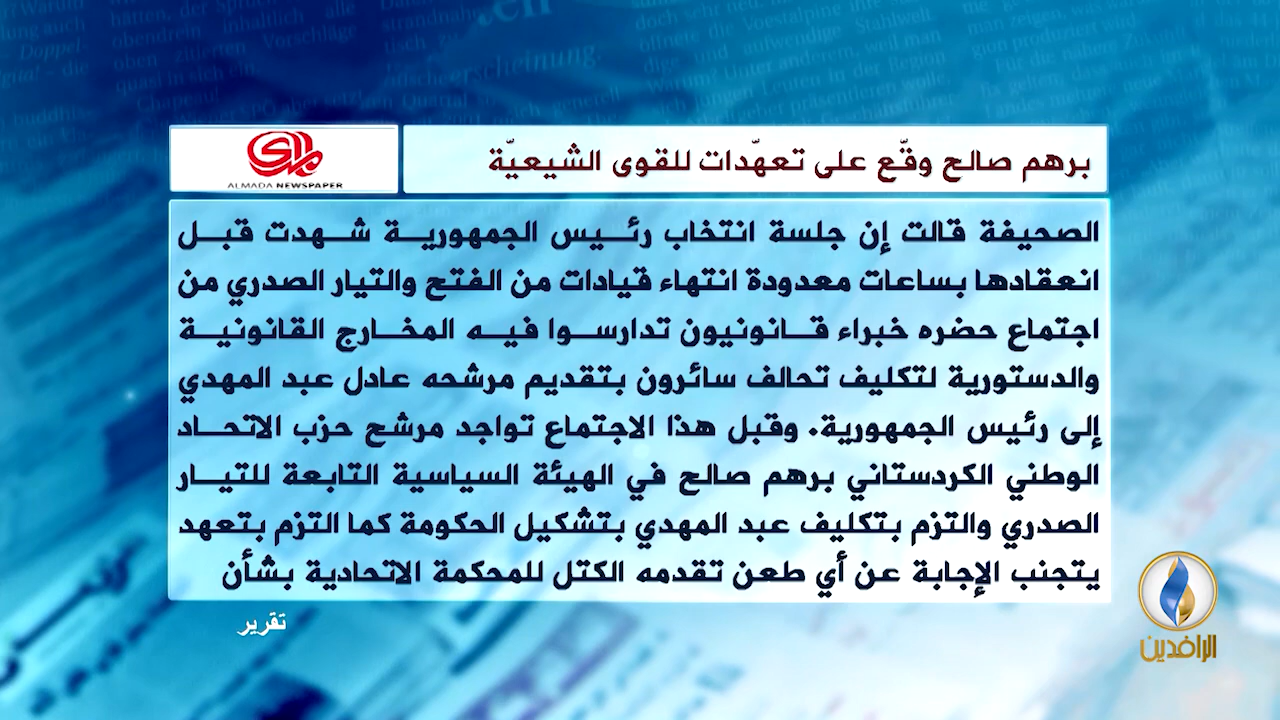 برهم صالح وقّع على تعهّدات للقوى الشيعيّة
المدى
ALMADA NEWSPAPER
الصحيفة قالت إن جلسة انتخاب رئيس الجمهورية شهدت قبل
انعقادها بساعات معدودة انتهاء قيادات من الفتح والتيار الصدري من
اجتماع حضره خبراء قانونيون تدارسوا فيه المخارج القانونية
والدستورية لتكليف تحالف سائرون بتقديم مرشحه عادل عبد المهدي
إلى رئيس الجمهورية. وقبل هذا الاجتماع تواجد مرشح حزب الاتحاد
الوطني الكردستاني برهم صالح في الهيئة السياسية التابعة للتيار
الصدري والتزم بتكليف عبد المهدي بتشكيل الحكومة كما التزم بتعهد
يتجنب الإجابة عن أي طعن تقدمه الكتل للمحكمة الاتحادية بشأن
تقرير
الرافدين